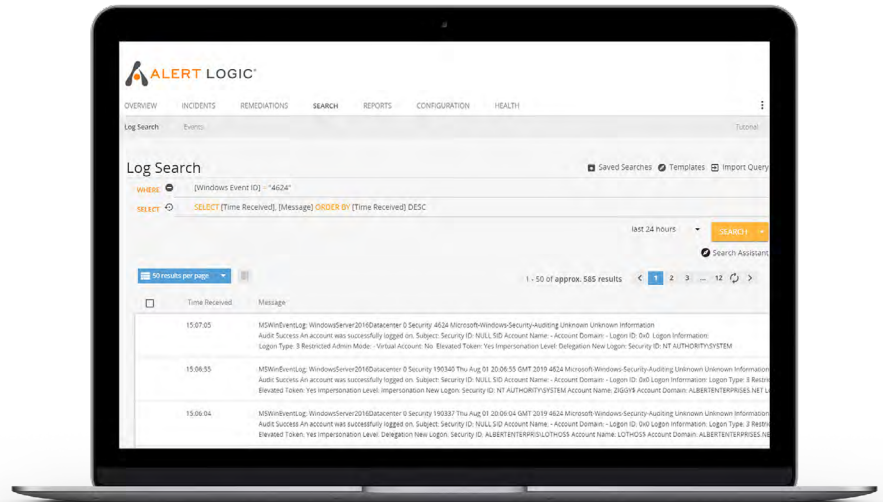 ALERT LOGIC®
OVERVIEW INCIDENTS REMEDIATIONS SEARCH REPORTS CONFIGURATION HEALTH
Log Search Events Tutorial
Log Search Saved Searches Templates Import Query
WHERE [Windows Event ID] = "4624"
SELECT SELECT [Time Received], [Message] ORDER BY [Time Received] DESC
last 24 hours SEARCH
Search Assistant
50 results per page 1 - 50 of approx. 585 results < 1 2 3 ... 12 >
Time Received Message
15:07:05 MSWinEventLog: WindowsServer2016Datacenter 0 Security 4624 Microsoft-Windows-Security-Auditing Unknown Unknown Information
Audit Success An account was successfully logged on. Subject: Security ID: NULL SID Account Name: - Account Domain: - Logon ID: 0x0 Logon Information:
Logon Type: 3 Restricted Admin Mode: - Virtual Account: No Elevated Token: Yes Impersonation Level: Delegation New Logon: Security ID: NT AUTHORITY\SYSTEM
15:06:55 MSWinEventLog: WindowsServer2016Datacenter 0 Security 190340 Thu Aug 01 20:06:55 GMT 2019 4624 Microsoft-Windows-Security-Auditing Unknown Unknown Information
Audit Success An account was successfully logged on. Subject: Security ID: NULL SID Account Name: - Account Domain: - Logon ID: 0x0 Logon Information: Logon Type: 3 Restri
Elevated Token: Yes Impersonation Level: Impersonation New Logon: Security ID: NT AUTHORITY\SYSTEM Account Name: ZIGGY$ Account Domain: ALBERTENTERPRISES.NET L
15:06:04 MSWinEventLog: WindowsServer2016Datacenter 0 Security 190337 Thu Aug 01 20:06:04 GMT 2019 4624 Microsoft-Windows-Security-Auditing Unknown Unknown Information
Audit Success An account was successfully logged on. Subject: Security ID: NULL SID Account Name: - Account Domain: - Logon ID: 0x0 Logon Information: Logon Type: 3 Restri
Elevated Token: Yes Impersonation Level: Delegation New Logon: Security ID: ALBERTENTERPRIS\LOTHOS$ Account Name: LOTHOS$ Account Domain: ALBERTENTERPRISES.NE